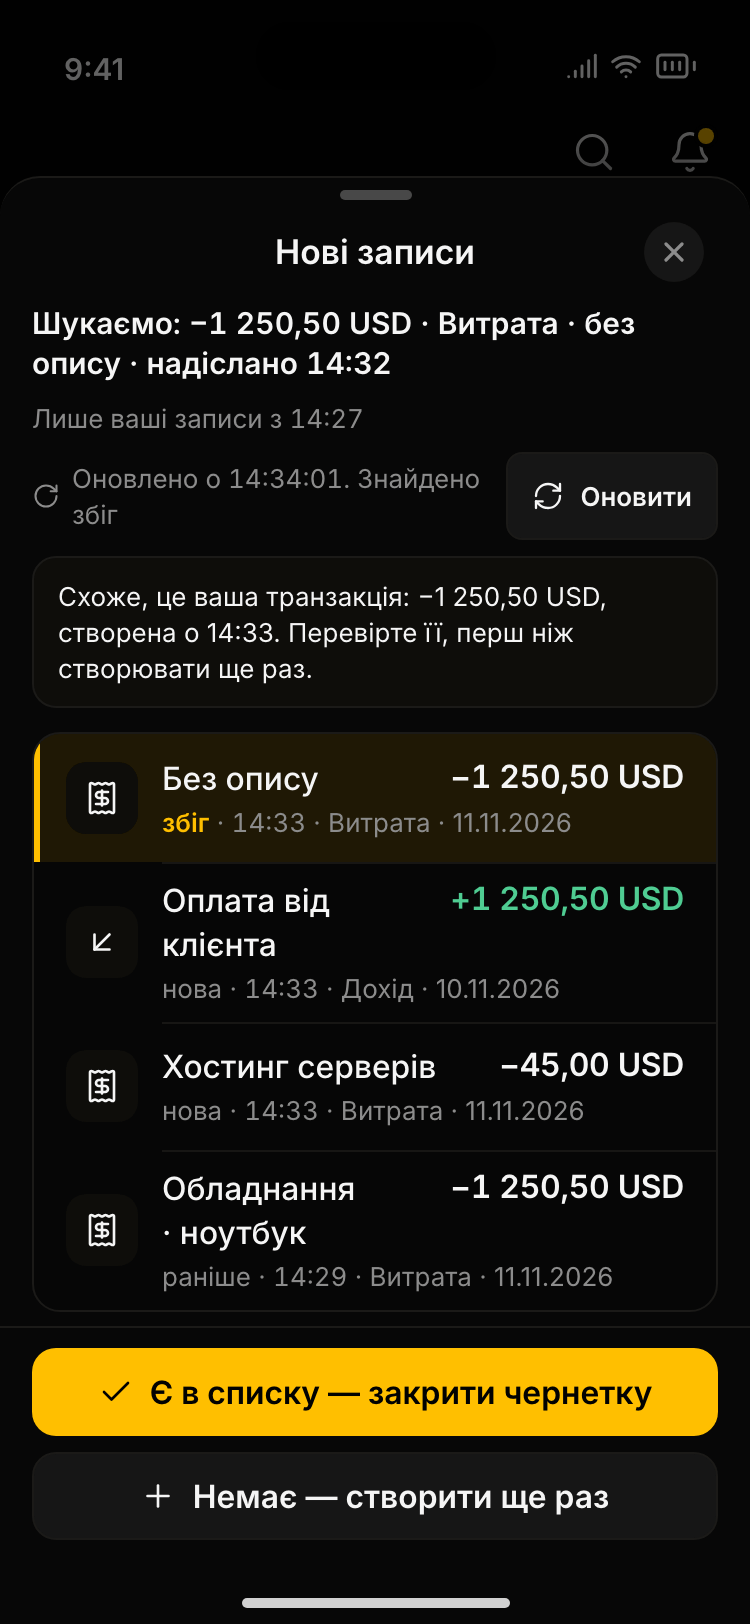 9:41
Нові записи
Шукаємо: −1 250,50 USD · Витрата · без
опису · надіслано 14:32
Лише ваші записи з 14:27
Оновлено о 14:34:01. Знайдено
збіг
Оновити
Схоже, це ваша транзакція: −1 250,50 USD,
створена о 14:33. Перевірте її, перш ніж
створювати ще раз.
Без опису −1 250,50 USD
збіг · 14:33 · Витрата · 11.11.2026
Оплата від +1 250,50 USD
клієнта
нова · 14:33 · Дохід · 10.11.2026
Хостинг серверів −45,00 USD
нова · 14:33 · Витрата · 11.11.2026
Обладнання −1 250,50 USD
· ноутбук
раніше · 14:29 · Витрата · 11.11.2026
Є в списку — закрити чернетку
Немає — створити ще раз